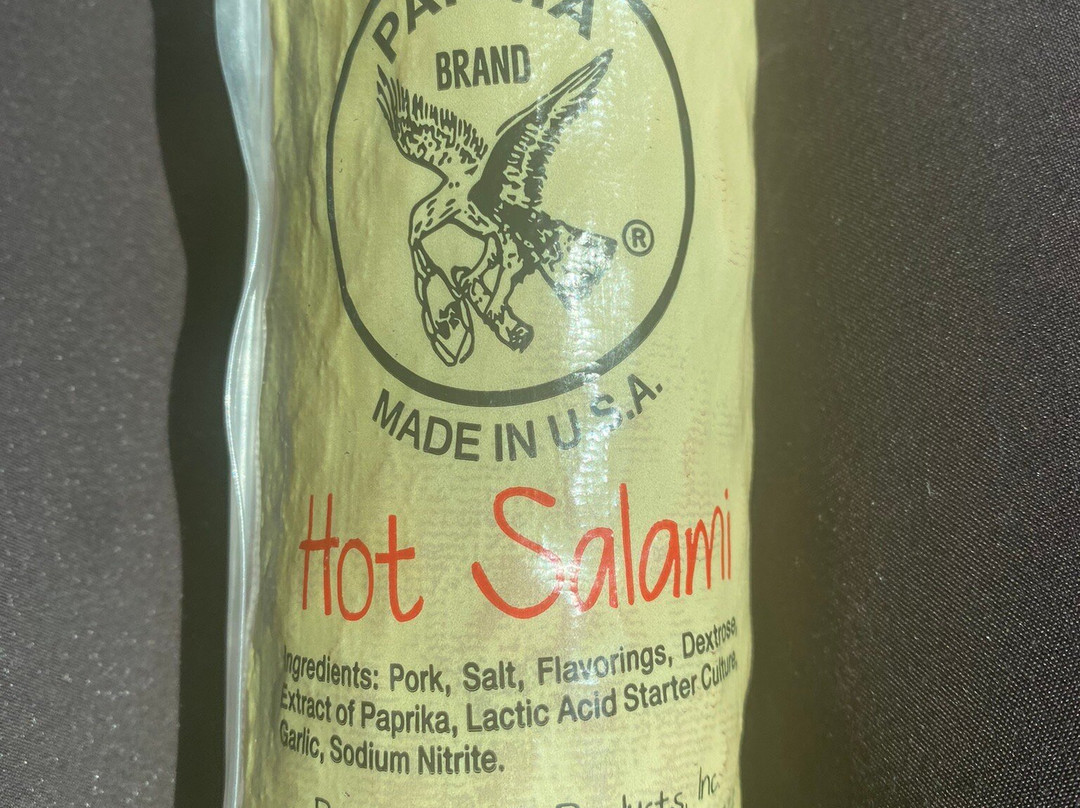 BRAND
®
MADE IN U.S.A.
Hot Salami
Ingredients: Pork, Salt, Flavorings, Dextrose,
Extract of Paprika, Lactic Acid Starter Culture,
Garlic, Sodium Nitrite.
Inc.